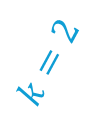 k = 2